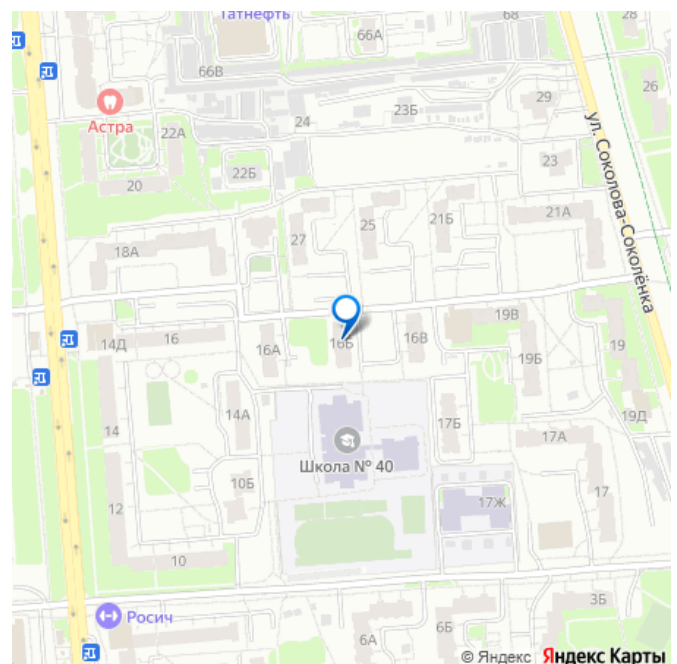 Татнефть
68
28
66А
66В
26
29
Астра
23Б
24
22А
ул. Соколова-Соколёнка
22Б
23
20
21А
25
21Б
27
18А
19В
16
16Б
16В
14Д
16А
19Б
19
14А
17Б
19Д
14
17А
Школа № 40
10Б
17
17Ж
12
10
3Б
Росич
6Б
6А
© Яндекс Яндекс Карты